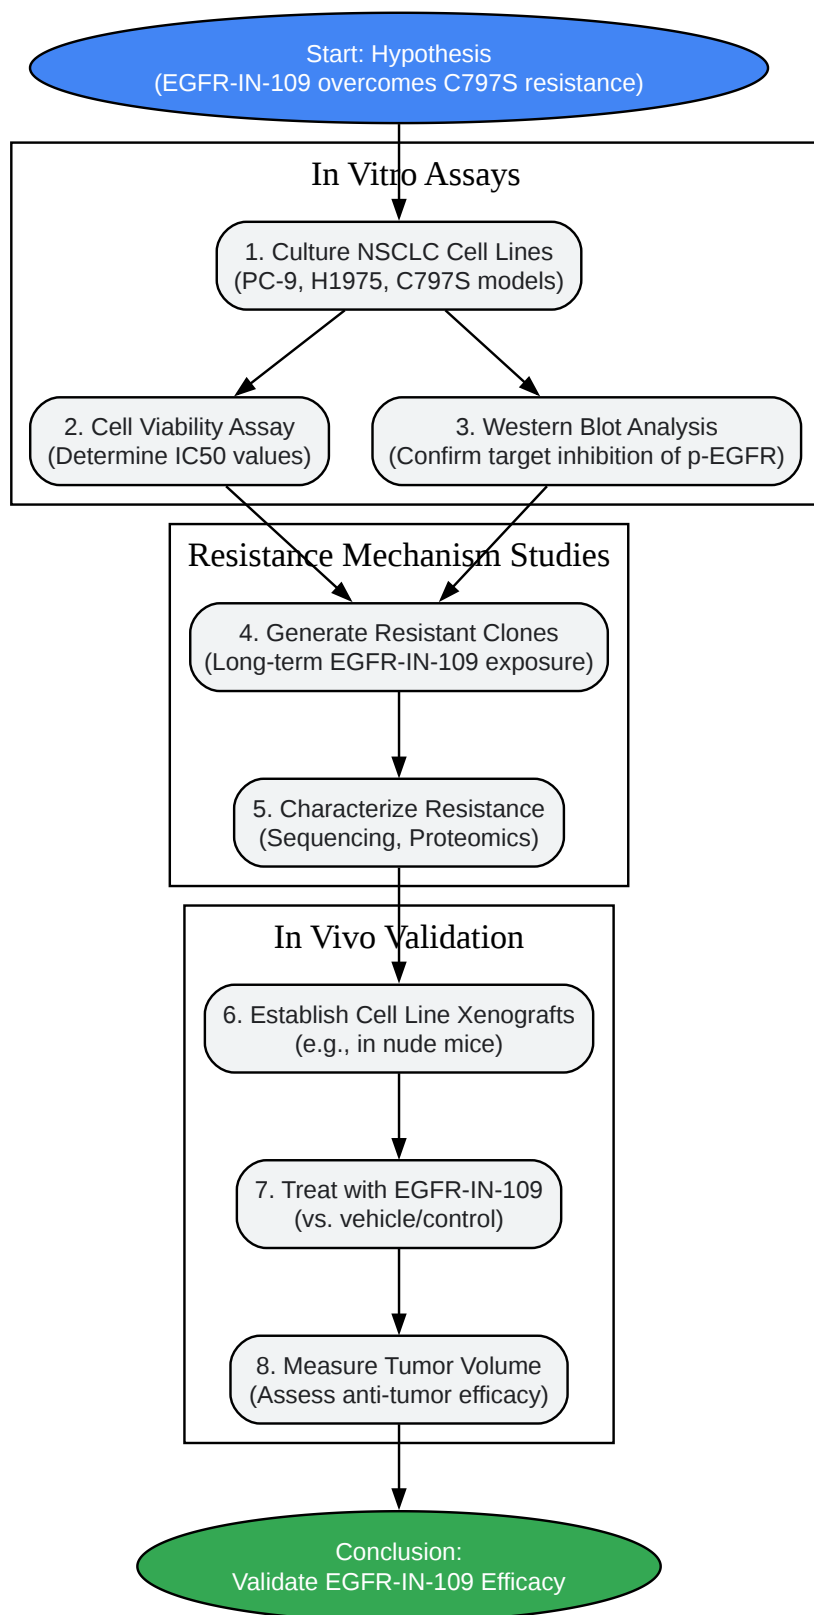 Start: Hypothesis
(EGFR-IN-109 overcomes C797S resistance)
In Vitro Assays
1. Culture NSCLC Cell Lines
(PC-9, H1975, C797S models)
2. Cell Viability Assay
(Determine IC50 values)
3. Western Blot Analysis
(Confirm target inhibition of p-EGFR)
Resistance Mechanism Studies
4. Generate Resistant Clones
(Long-term EGFR-IN-109 exposure)
5. Characterize Resistance
(Sequencing, Proteomics)
In Vivo Validation
6. Establish Cell Line Xenografts
(e.g., in nude mice)
7. Treat with EGFR-IN-109
(vs. vehicle/control)
8. Measure Tumor Volume
(Assess anti-tumor efficacy)
Conclusion:
Validate EGFR-IN-109 Efficacy